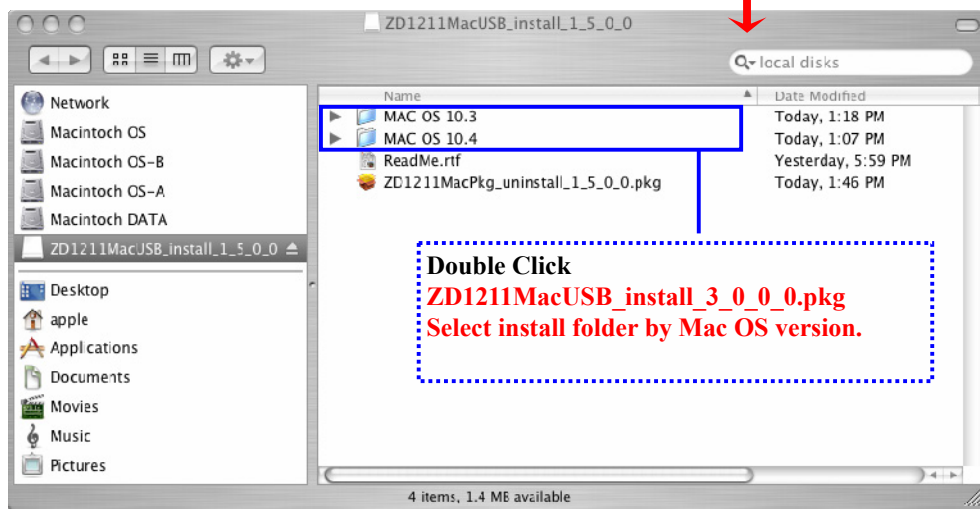 ZD1211MacUSB_install_1_5_0_0
local disks
Network
Macintoch OS
Macintoch OS-B
Macintoch OS-A
Macintoch DATA
ZD1211MacUSB_install_1_5_0_0
Desktop
apple
Applications
Documents
Movies
Music
Pictures
Name Date Modified
MAC OS 10.3 Today, 1:18 PM
MAC OS 10.4 Today, 1:07 PM
ReadMe.rtf Yesterday, 5:59 PM
ZD1211MacPkg_uninstall_1_5_0_0.pkg Today, 1:46 PM
Double Click
ZD1211MacUSB_install_3_0_0_0.pkg
Select install folder by Mac OS version.
4 items, 1.4 MB available